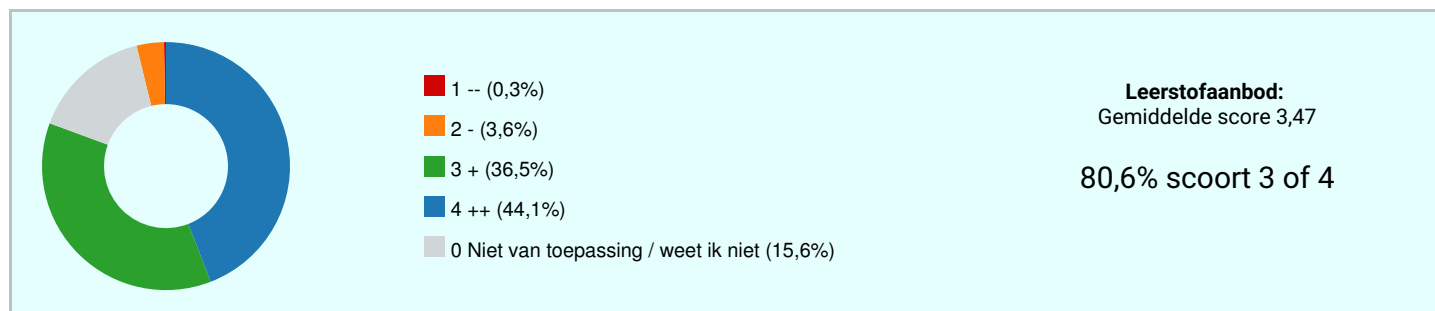 1 -- (0,3%)
2 - (3,6%)
3 + (36,5%)
4 ++ (44,1%)
0 Niet van toepassing / weet ik niet (15,6%)
Leerstofaanbod:
Gemiddelde score 3,47
80,6% scoort 3 of 4